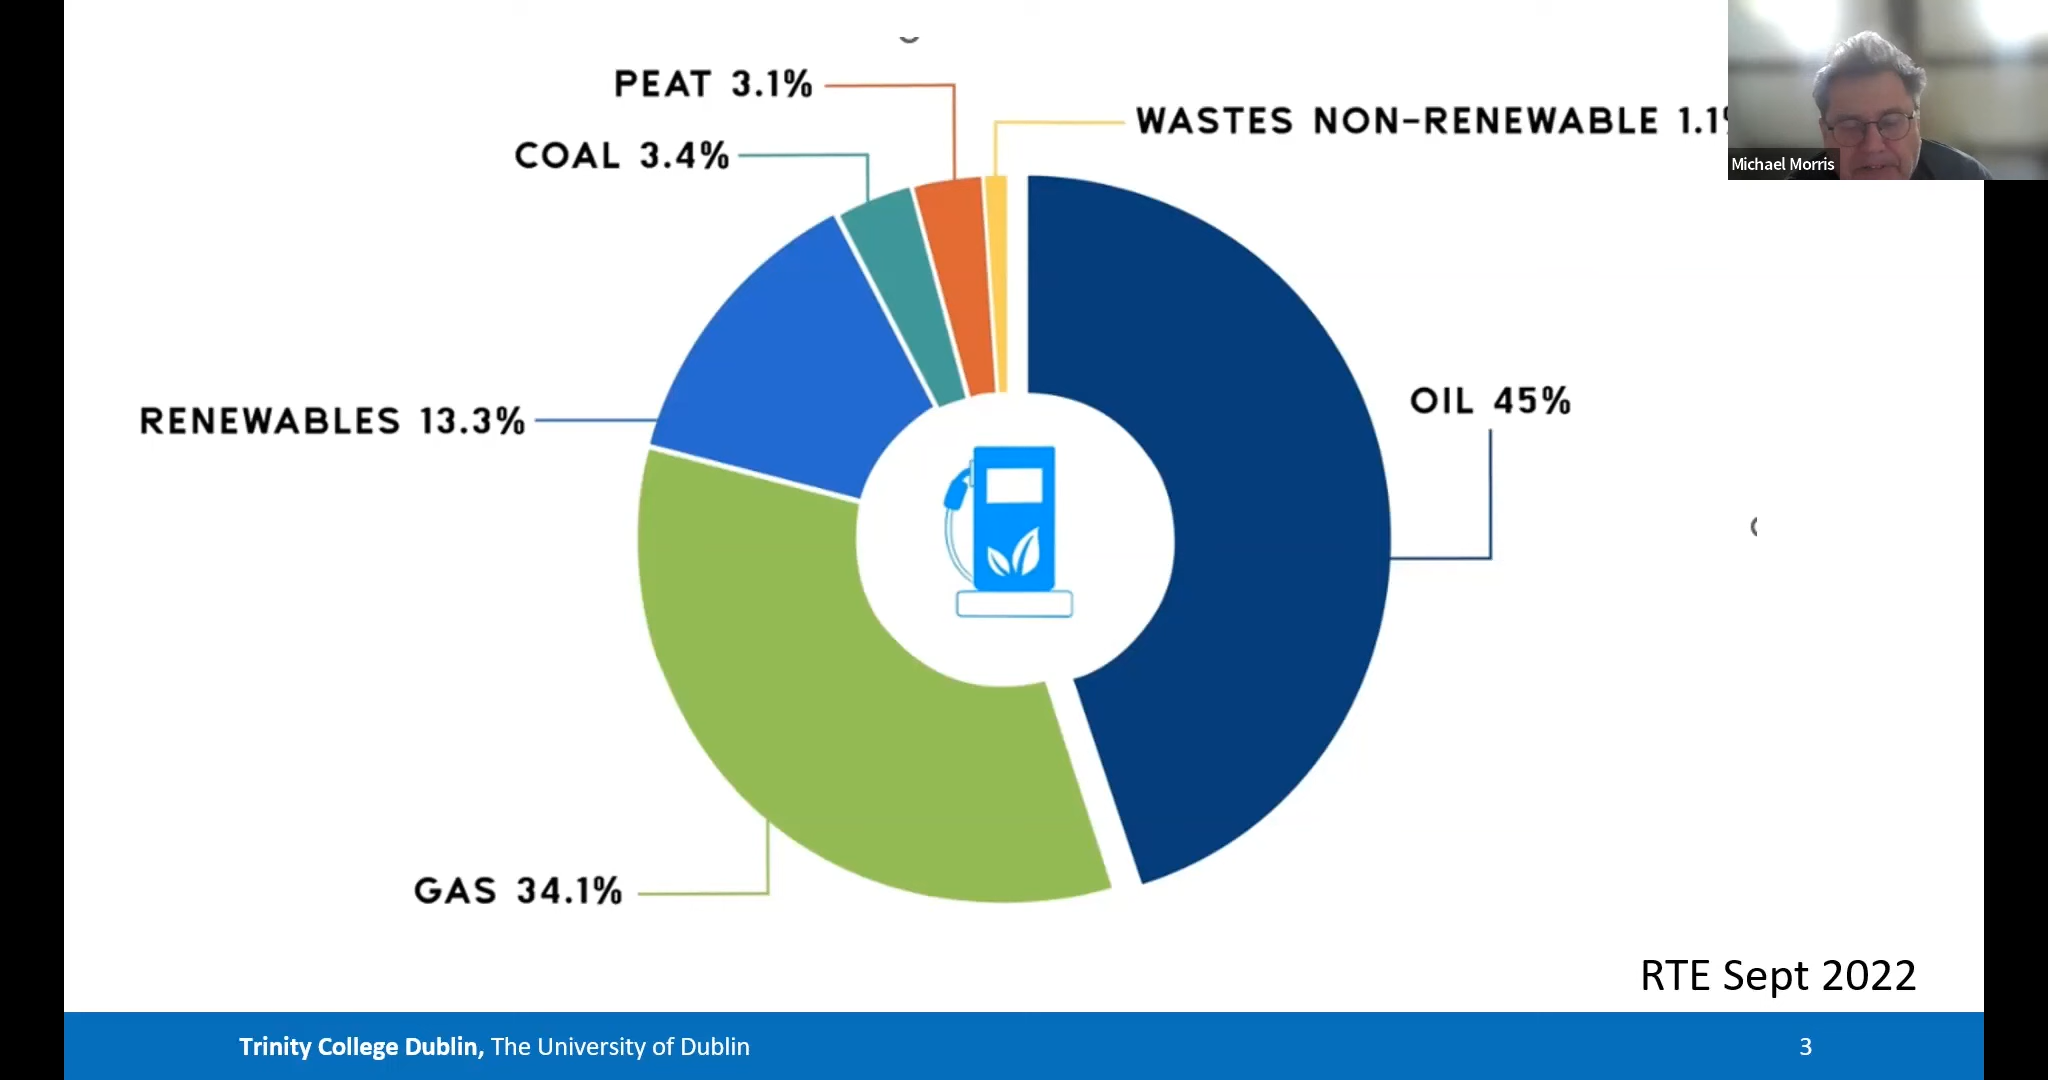 PEAT 3.1%
WASTES NON-RENEWABLE 1.1%
Michael Morris
COAL 3.4%
OIL 45%
RENEWABLES 13.3%
GAS 34.1%
RTE Sept 2022
Trinity College Dublin, The University of Dublin
3